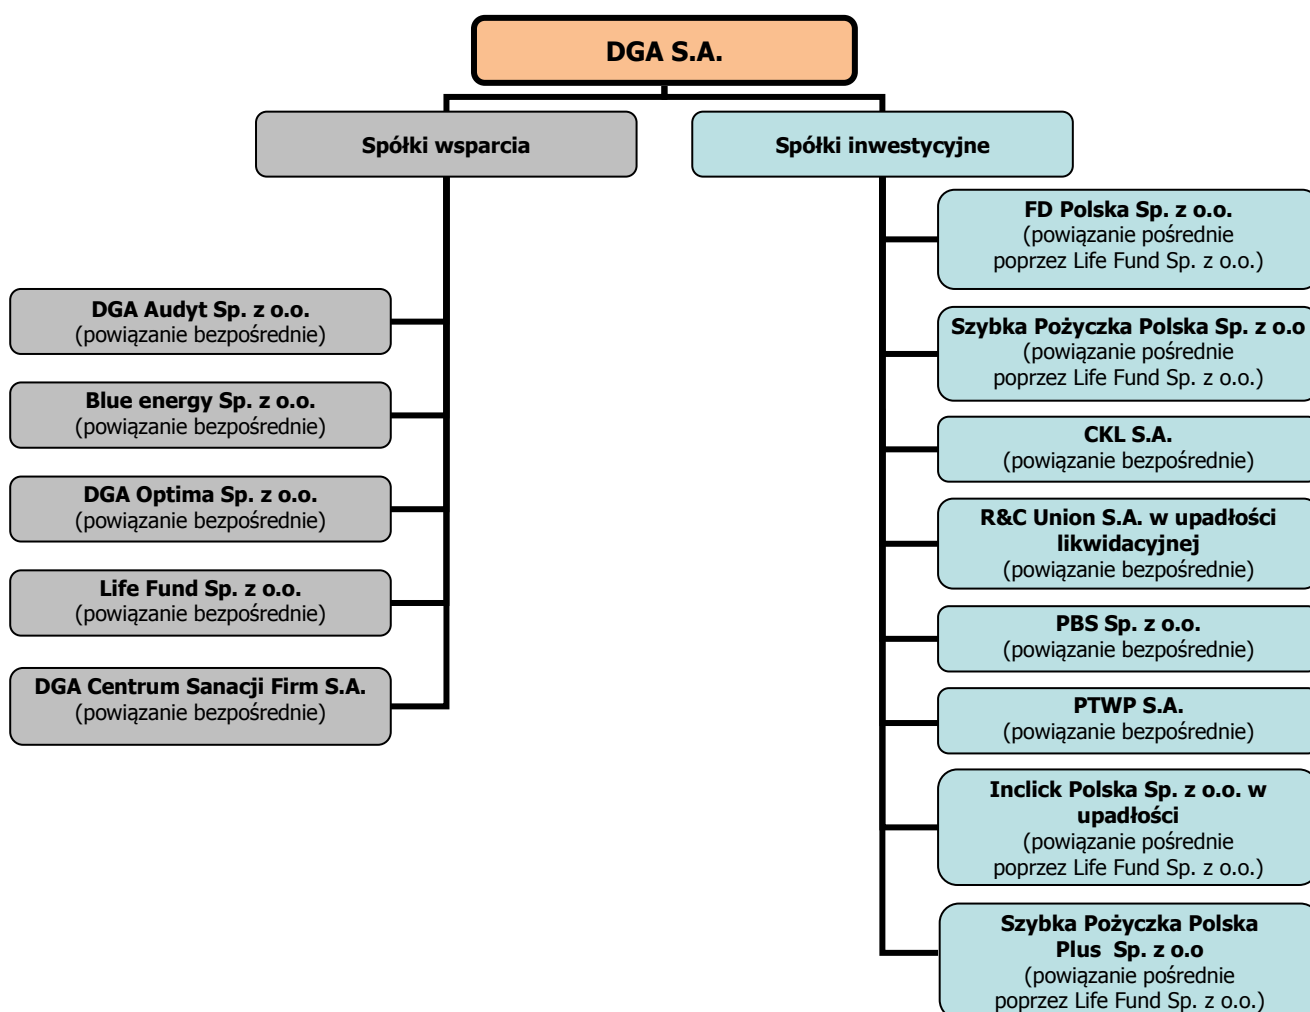 DGA S.A.
Spółki wsparcia
Spółki inwestycyjne
DGA Audyt Sp. z o.o.
(powiązanie bezpośrednie)
Blue energy Sp. z o.o.
(powiązanie bezpośrednie)
DGA Optima Sp. z o.o.
(powiązanie bezpośrednie)
Life Fund Sp. z o.o.
(powiązanie bezpośrednie)
DGA Centrum Sanacji Firm S.A.
(powiązanie bezpośrednie)
FD Polska Sp. z o.o.
(powiązanie pośrednie
poprzez Life Fund Sp. z o.o.)
Szybka Pożyczka Polska Sp. z o.o
(powiązanie pośrednie
poprzez Life Fund Sp. z o.o.)
CKL S.A.
(powiązanie bezpośrednie)
R&C Union S.A. w upadłości
likwidacyjnej
(powiązanie bezpośrednie)
PBS Sp. z o.o.
(powiązanie bezpośrednie)
PTWP S.A.
(powiązanie bezpośrednie)
Inclick Polska Sp. z o.o. w
upadłości
(powiązanie pośrednie
poprzez Life Fund Sp. z o.o.)
Szybka Pożyczka Polska
Plus Sp. z o.o
(powiązanie pośrednie
poprzez Life Fund Sp. z o.o.)